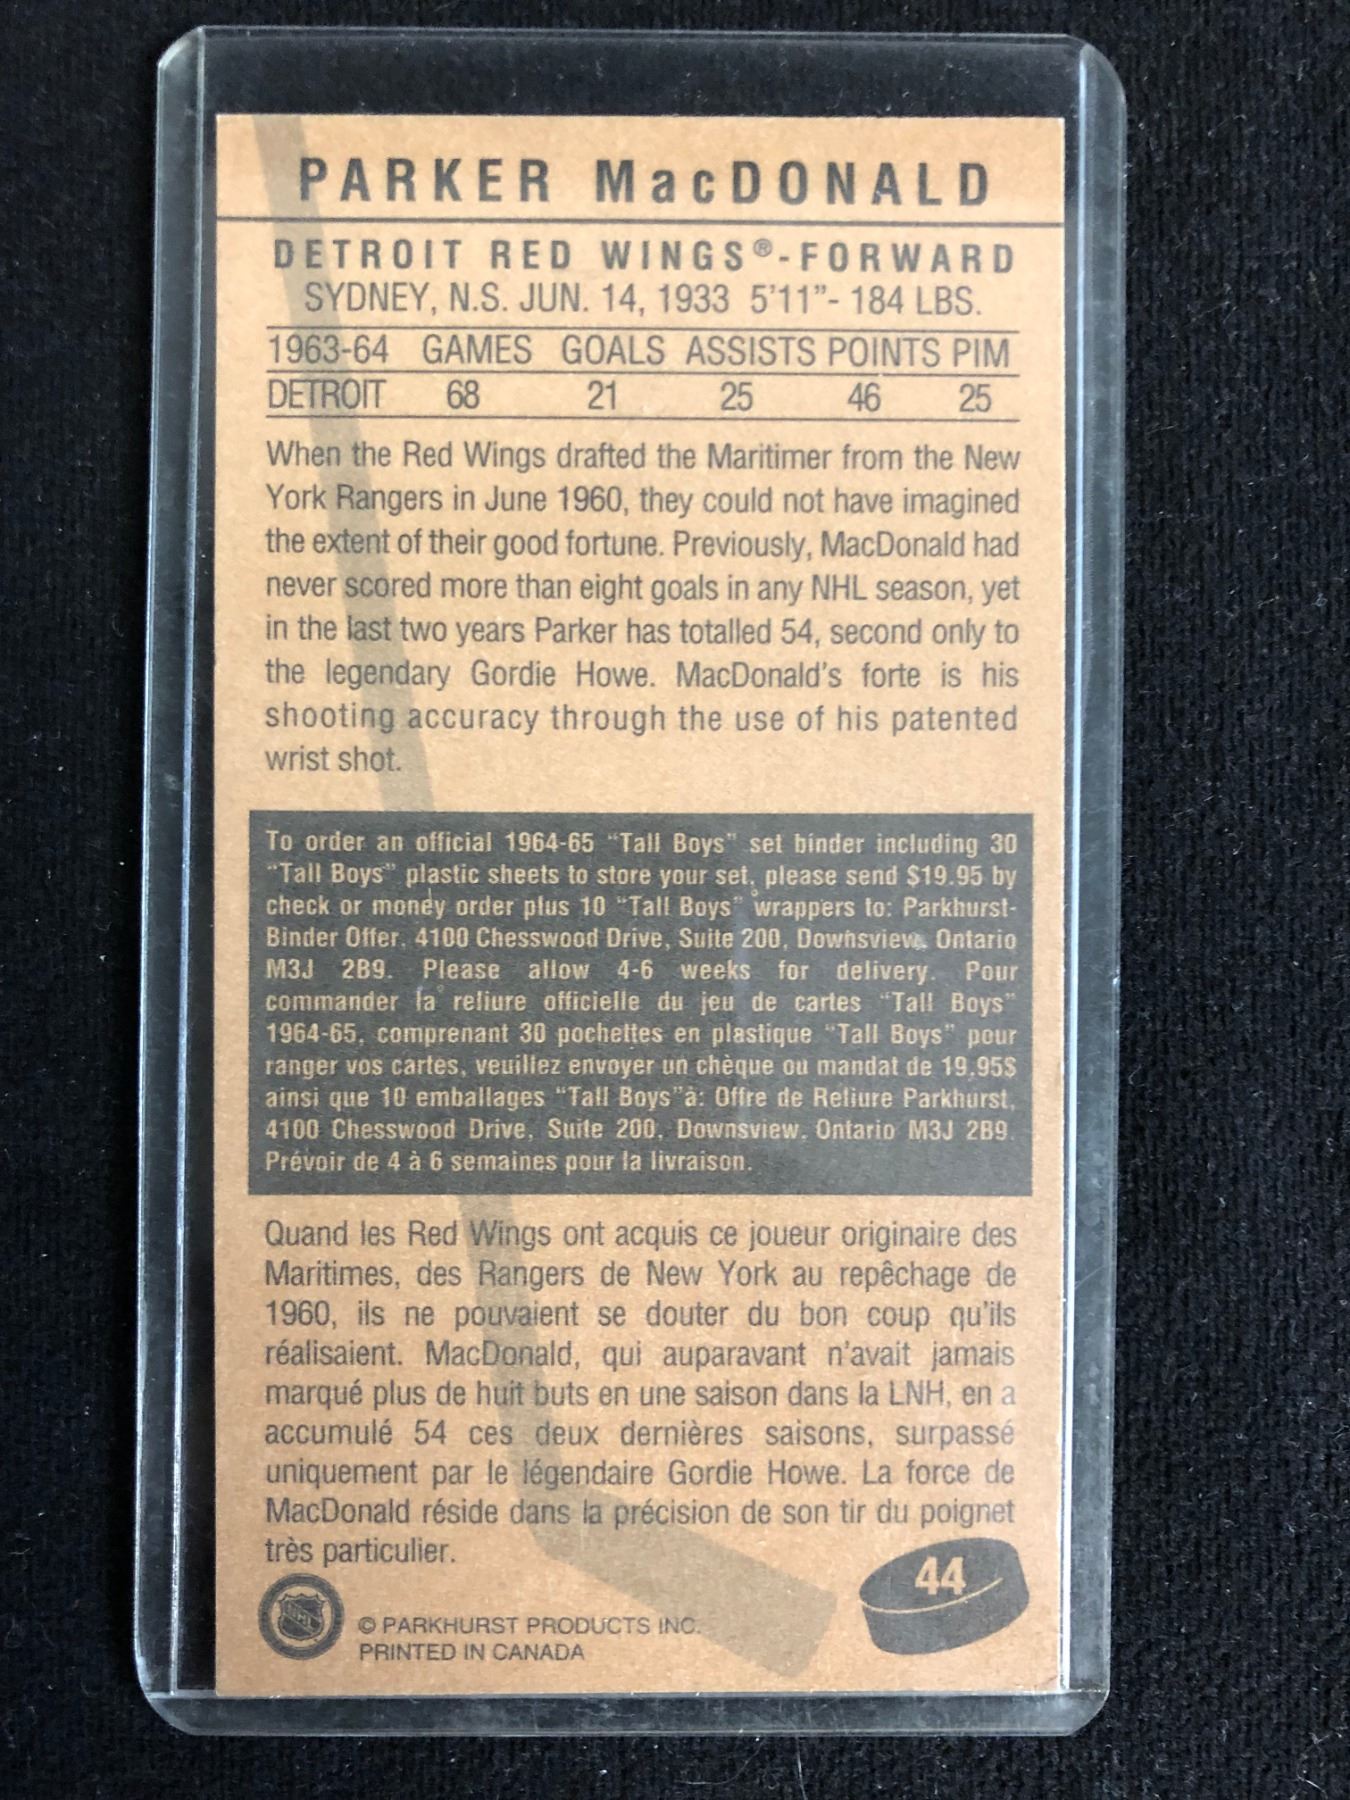 PARKER MacDONALD
DETROIT RED WINGS®-FORWARD
SYDNEY, N.S. JUN. 14, 1933 5'11”- 184 LBS.
1963-64 GAMES GOALS ASSISTS POINTS PIM
DETROIT 68 21 25 46 25
When the Red Wings drafted the Maritimer from the New
York Rangers in June 1960, they could not have imagined
the extent of their good fortune. Previously, MacDonald had
never scored more than eight goals in any NHL season, yet
in the last two years Parker has totalled 54, second only to
the legendary Gordie Howe. MacDonald's forte is his
shooting accuracy through the use of his patented
wrist shot.
To order an official 1964-65 “Tall Boys” set binder including 30
“Tall Boys” plastic sheets to store your set, please send $19.95 by
check or money order plus 10 “Tall Boys” wrappers to: Parkhurst-
Binder Offer, 4100 Chesswood Drive, Suite 200, Downsview, Ontario
M3J 2B9. Please allow 4-6 weeks for delivery. Pour
commander la reliure officielle du jeu de cartes “Tall Boys”
1964-65, comprenant 30 pochettes en plastique “Tall Boys” pour
ranger vos cartes, veuillez envoyer un chèque ou mandat de 19.95$
ainsi que 10 emballages “Tall Boys”à: Offre de Reliure Parkhurst,
4100 Chesswood Drive, Suite 200, Downsview, Ontario M3J 2B9.
Prévoir de 4 à 6 semaines pour la livraison.
Quand les Red Wings ont acquis ce joueur originaire des
Maritimes, des Rangers de New York au repêchage de
1960, ils ne pouvaient se douter du bon coup qu'ils
réalisaient. MacDonald, qui auparavant n'avait jamais
marqué plus de huit buts en une saison dans la LNH, en a
accumulé 54 ces deux dernières saisons, surpassé
uniquement par le légendaire Gordie Howe. La force de
MacDonald réside dans la précision de son tir du poignet
très particulier.
44
NHL
© PARKHURST PRODUCTS INC.
PRINTED IN CANADA